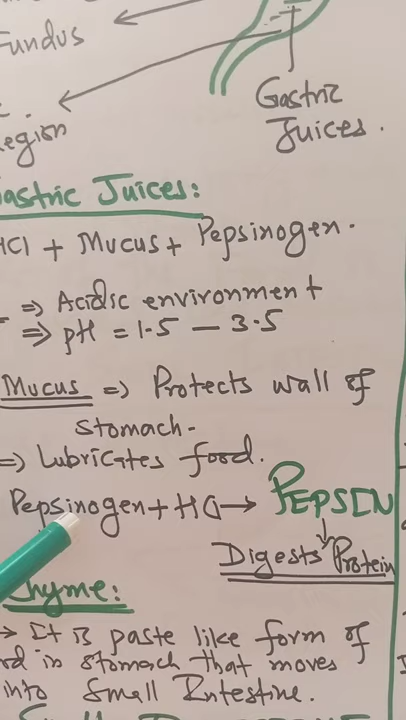 Fundus
Gastric
Juices.
egion
astric Juices:
HCl + Mucus + Pepsinogen.
=> Acidic environment
=> pH = 1.5 — 3.5
Mucus => Protects wall of
stomach-
=> Lubricates food.
Pepsinogen + HCl → PEPSIN
Digests Protein
hyme:
→ It is paste like form of
in stomach that moves
into Small Intestine.